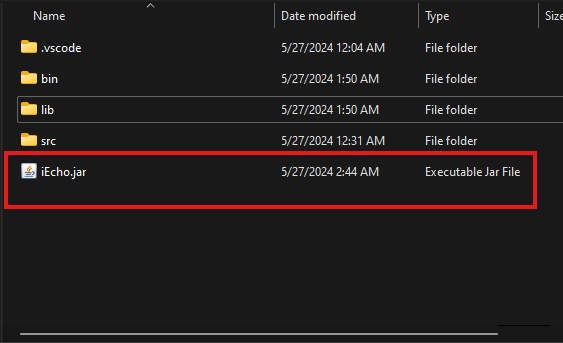 Name Date modified Type Size
.vscode 5/27/2024 12:04 AM File folder
bin 5/27/2024 1:50 AM File folder
lib 5/27/2024 1:50 AM File folder
src 5/27/2024 12:31 AM File folder
iEcho.jar 5/27/2024 2:44 AM Executable Jar File